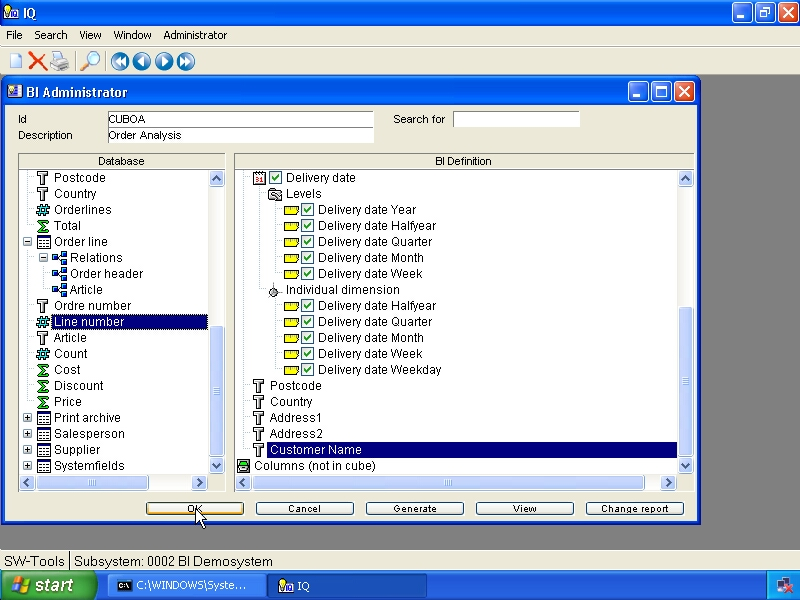 IQ
File Search View Window Administrator
BI Administrator
Id CUBOA Search for
Description Order Analysis
Database BI Definition
Postcode
Country
Orderlines
Total
Order line
Relations
Order header
Article
Ordre number
Line number
Article
Count
Cost
Discount
Price
Print archive
Salesperson
Supplier
Systemfields
31 Delivery date
Levels
Delivery date Year
Delivery date Halfyear
Delivery date Quarter
Delivery date Month
Delivery date Week
Individual dimension
Delivery date Halfyear
Delivery date Quarter
Delivery date Month
Delivery date Week
Delivery date Weekday
Postcode
Country
Address1
Address2
Customer Name
Columns (not in cube)
OK Cancel Generate View Change report
SW-Tools Subsystem: 0002 BI Demosystem
start C:\WINDOWS\Syste... IQ